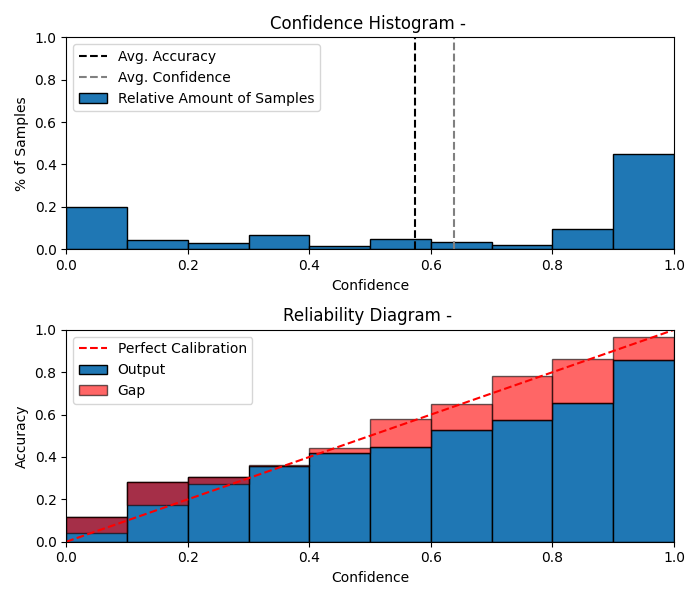 Confidence Histogram -
1.0
0.8
0.6
0.4
0.2
0.0
% of Samples
Avg. Accuracy
Avg. Confidence
Relative Amount of Samples
0.0 0.2 0.4 0.6 0.8 1.0
Confidence
Reliability Diagram -
1.0
0.8
0.6
0.4
0.2
0.0
Accuracy
Perfect Calibration
Output
Gap
0.0 0.2 0.4 0.6 0.8 1.0
Confidence